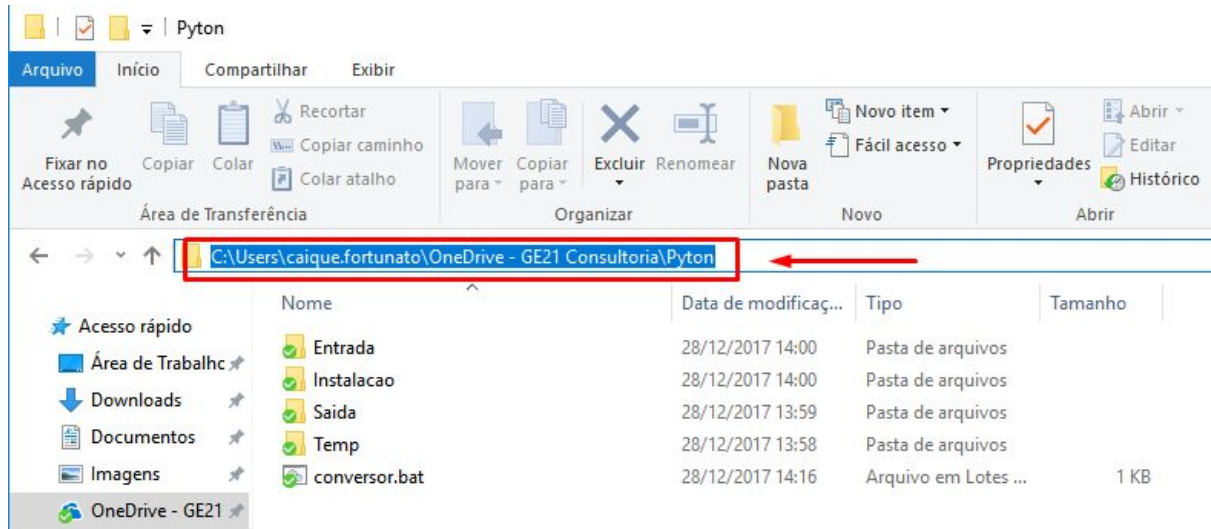 Pyton
Arquivo Início Compartilhar Exibir
Fixar no
Acesso rápido
Copiar
Colar
Recortar
Copiar caminho
Colar atalho
Área de Transferência
Mover
para
Copiar
para
Excluir
Renomear
Organizar
Nova
pasta
Novo item
Fácil acesso
Novo
Propriedades
Abrir
Editar
Histórico
Abrir
C:\Users\caique.fortunato\OneDrive - GE21 Consultoria\Pyton
Nome Data de modificaç... Tipo Tamanho
Acesso rápido
Área de Trabalhc
Downloads
Documentos
Imagens
OneDrive - GE21
Entrada 28/12/2017 14:00 Pasta de arquivos
Instalacao 28/12/2017 14:00 Pasta de arquivos
Saida 28/12/2017 13:59 Pasta de arquivos
Temp 28/12/2017 13:58 Pasta de arquivos
conversor.bat 28/12/2017 14:16 Arquivo em Lotes ... 1 KB